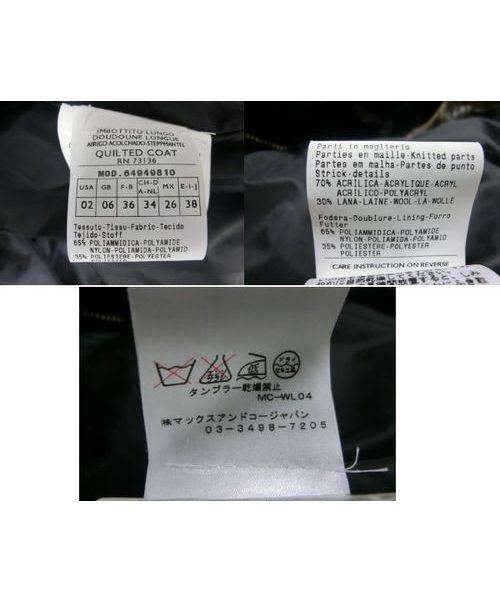 IMBOTTITO LUNGO
DOUDOUNE LONGUE
ABRIGO ACOLCHADO-STEPPMANTEL
QUILTED COAT
RN 73136
MOD.64949810
USA GB F-B CH-D A-NL MX E-I-J
02 06 36 34 26 38
Tessuto-Tissu-Fabric-Tecido
Tejido-Stoff
65% POLIAMMIDICA-POLYAMIDE
NYLON-POLIAMIDA-POLYAMID
35% POLIESTERE-POLYESTER
Parti in maglieria
Parties en maille-Knitted parts
Partes em malha-Partes de punto
Strick-details
70% ACRILICA-ACRYLIQUE-ACRYL
ACRILICO-POLYACRYL
30% LANA-LAINE-WOOL-LA-WOLLE
Fodera-Doublure-Lining-Forro
Futter
65% POLIAMMIDICA-POLYAMIDE
NYLON-POLIAMIDA-POLYAMID
35% POLIESTERE-POLYESTER
POLIESTER
CARE INSTRUCTION ON REVERSE
タンブラー乾燥禁止
MC-WL04
㈱マックスアンドコージャパン
03-3498-7205